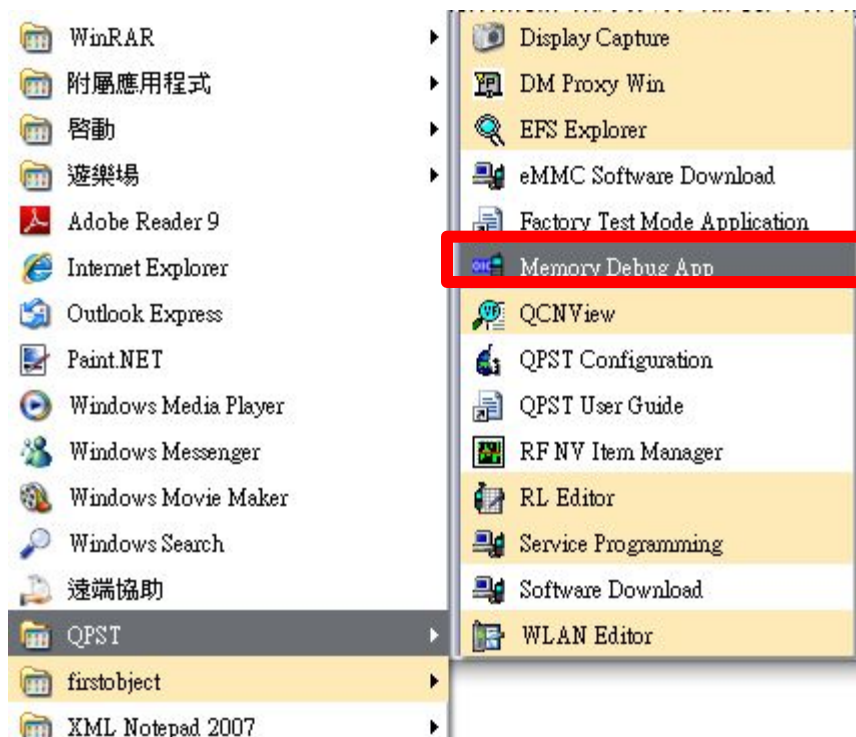 WinRAR
附屬應用程式
啓動
遊樂場
Adobe Reader 9
Internet Explorer
Outlook Express
Paint.NET
Windows Media Player
Windows Messenger
Windows Movie Maker
Windows Search
遠端協助
QPST
firstobject
XML Notepad 2007
Display Capture
DM Proxy Win
EFS Explorer
eMMC Software Download
Factory Test Mode Application
Memory Debug App
QCNView
QPST Configuration
QPST User Guide
RF NV Item Manager
RL Editor
Service Programming
Software Download
WLAN Editor